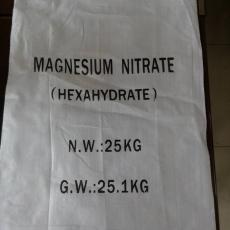 MAGNESIUM NITRATE
(HEXAHYDRATE)
N.W.:25KG
G.W.:25.1KG